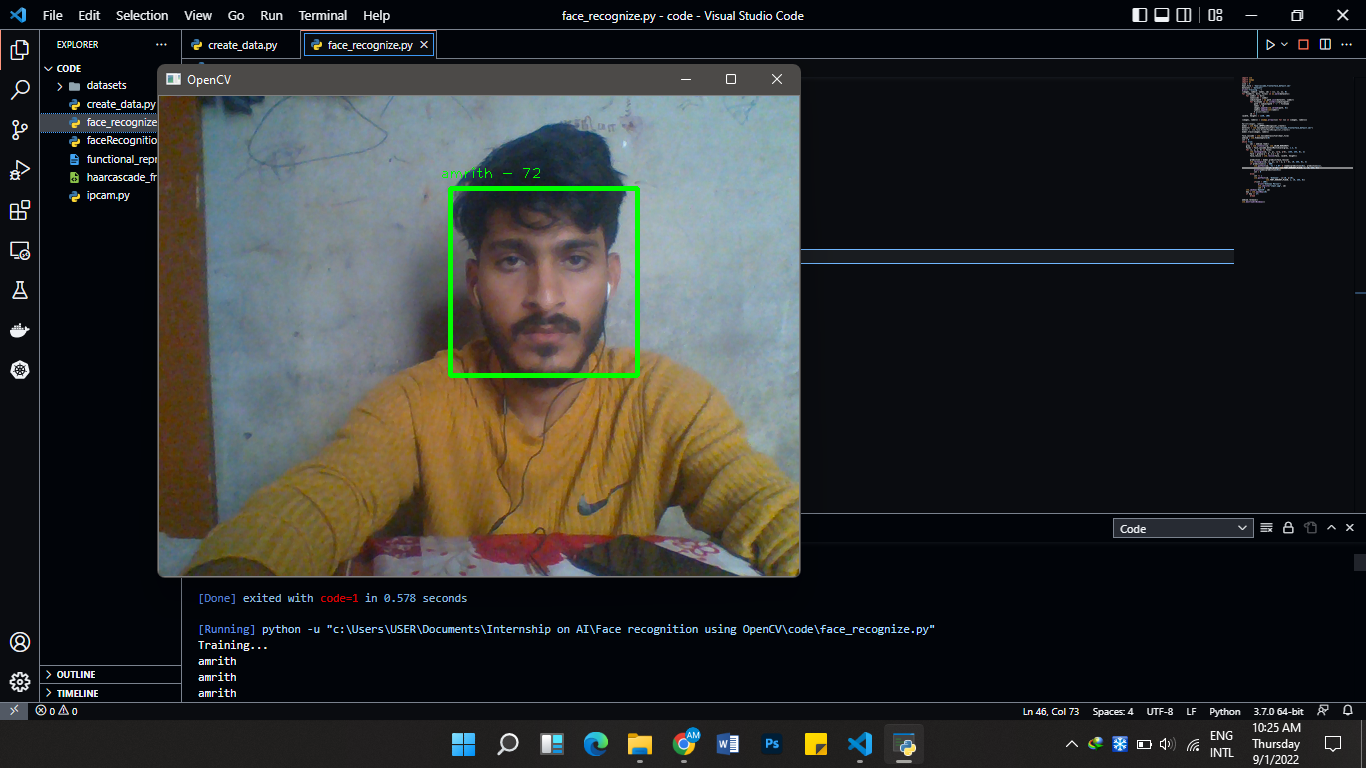 File Edit Selection View Go Run Terminal Help
face_recognize.py - code - Visual Studio Code
EXPLORER
create_data.py
face_recognize.py
CODE
datasets
create_data.py
face_recognize
faceRecognitio
functional_repr
haarcascade_fr
ipcam.py
OpenCV
amrith - 72
Code
[Done] exited with code=1 in 0.578 seconds
[Running] python -u "c:\Users\USER\Documents\Internship on AI\Face recognition using OpenCV\code\face_recognize.py"
Training...
amrith
amrith
amrith
OUTLINE
TIMELINE
0 0
Ln 46, Col 73 Spaces: 4 UTF-8 LF Python 3.7.0 64-bit
AM
W
Ps
ENG
INTL
10:25 AM
Thursday
9/1/2022